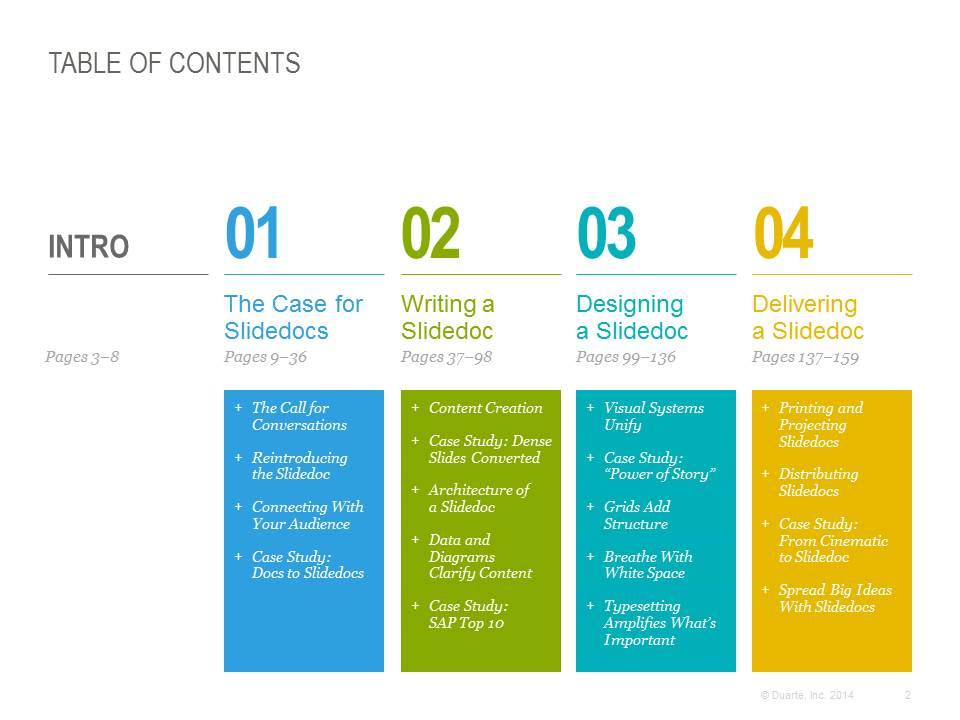 TABLE OF CONTENTS
INTRO
Pages 3–8
01
The Case for
Slidedocs
Pages 9–36
+ The Call for
Conversations
+ Reintroducing
the Slidedoc
+ Connecting With
Your Audience
+ Case Study:
Docs to Slidedocs
02
Writing a
Slidedoc
Pages 37–98
+ Content Creation
+ Case Study: Dense
Slides Converted
+ Architecture of
a Slidedoc
+ Data and
Diagrams
Clarify Content
+ Case Study:
SAP Top 10
03
Designing
a Slidedoc
Pages 99–136
+ Visual Systems
Unify
+ Case Study:
“Power of Story”
+ Grids Add
Structure
+ Breathe With
White Space
+ Typesetting
Amplifies What’s
Important
04
Delivering
a Slidedoc
Pages 137–159
+ Printing and
Projecting
Slidedocs
+ Distributing
Slidedocs
+ Case Study:
From Cinematic
to Slidedoc
+ Spread Big Ideas
With Slidedocs
© Duarte, Inc. 2014
2